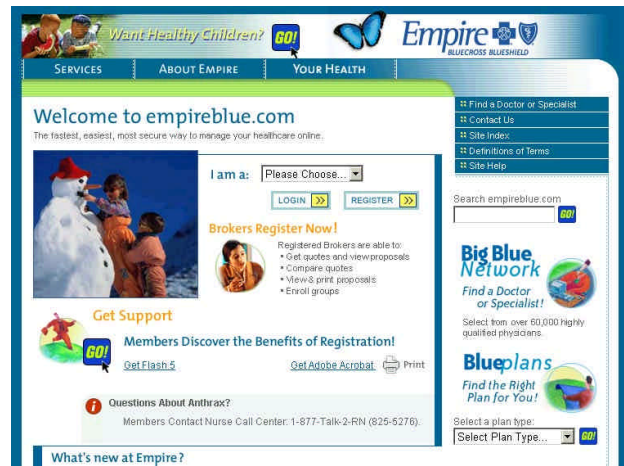 Want Healthy Children? GO!
Empire
BLUECROSS BLUESHIELD
SERVICES ABOUT EMPIRE YOUR HEALTH
Welcome to empireblue.com
The fastest, easiest, most secure way to manage your healthcare online.
I am a: Please Choose...
LOGIN >> REGISTER >>
Brokers Register Now!
Registered Brokers are able to:
• Get quotes and view proposals
• Compare quotes
• View & print proposals
• Enroll groups
Get Support
GO!
Members Discover the Benefits of Registration!
Get Flash 5 Get Adobe Acrobat Print
Questions About Anthrax?
Members Contact Nurse Call Center: 1-877-Talk-2-RN (825-5276).
What's new at Empire?
Find a Doctor or Specialist
Contact Us
Site Index
Definitions of Terms
Site Help
Search empireblue.com
GO!
Big Blue
Network
Find a Doctor
or Specialist!
Select from over 60,000 highly
qualified physicians.
Blueplans
Find the Right
Plan for You!
Select a plan type:
Select Plan Type... GO!